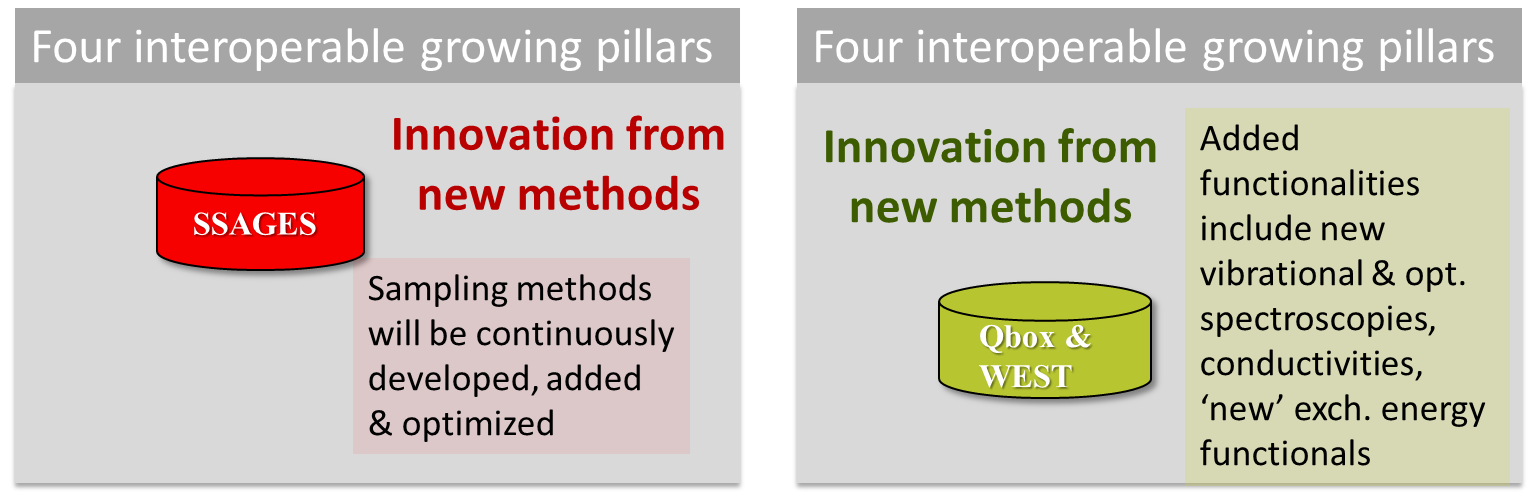 Four interoperable growing pillars
Innovation from
new methods
SSAGES
Sampling methods
will be continuously
developed, added
& optimized
Four interoperable growing pillars
Innovation from
new methods
Qbox &
WEST
Added
functionalities
include new
vibrational & opt.
spectroscopies,
conductivities,
‘new’ exch. energy
functionals